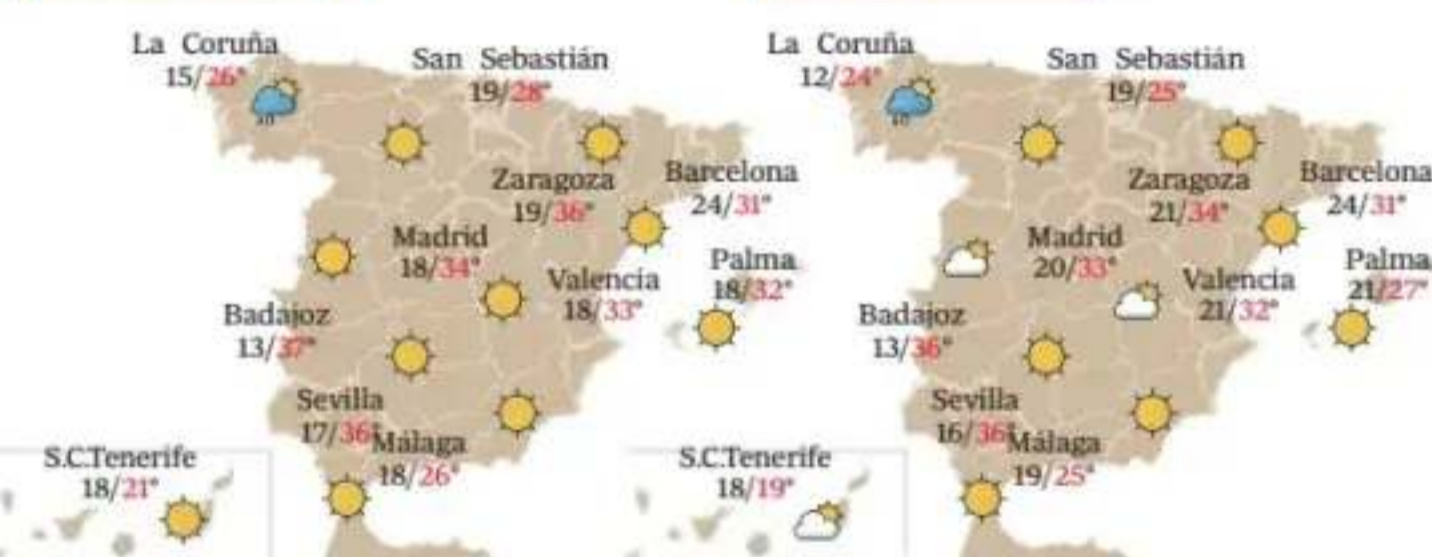 La Coruña
15/26°
San Sebastián
19/28°
Zaragoza
19/36°
Barcelona
24/31°
Madrid
18/34°
Valencia
18/33°
Palma
18/32°
Badajoz
13/37°
Sevilla
17/36°
Málaga
18/26°
S.C.Tenerife
18/21°
La Coruña
12/24°
San Sebastián
19/25°
Zaragoza
21/34°
Barcelona
24/31°
Madrid
20/33°
Valencia
21/32°
Palma
21/27°
Badajoz
13/36°
Sevilla
16/36°
Málaga
19/25°
S.C.Tenerife
18/19°